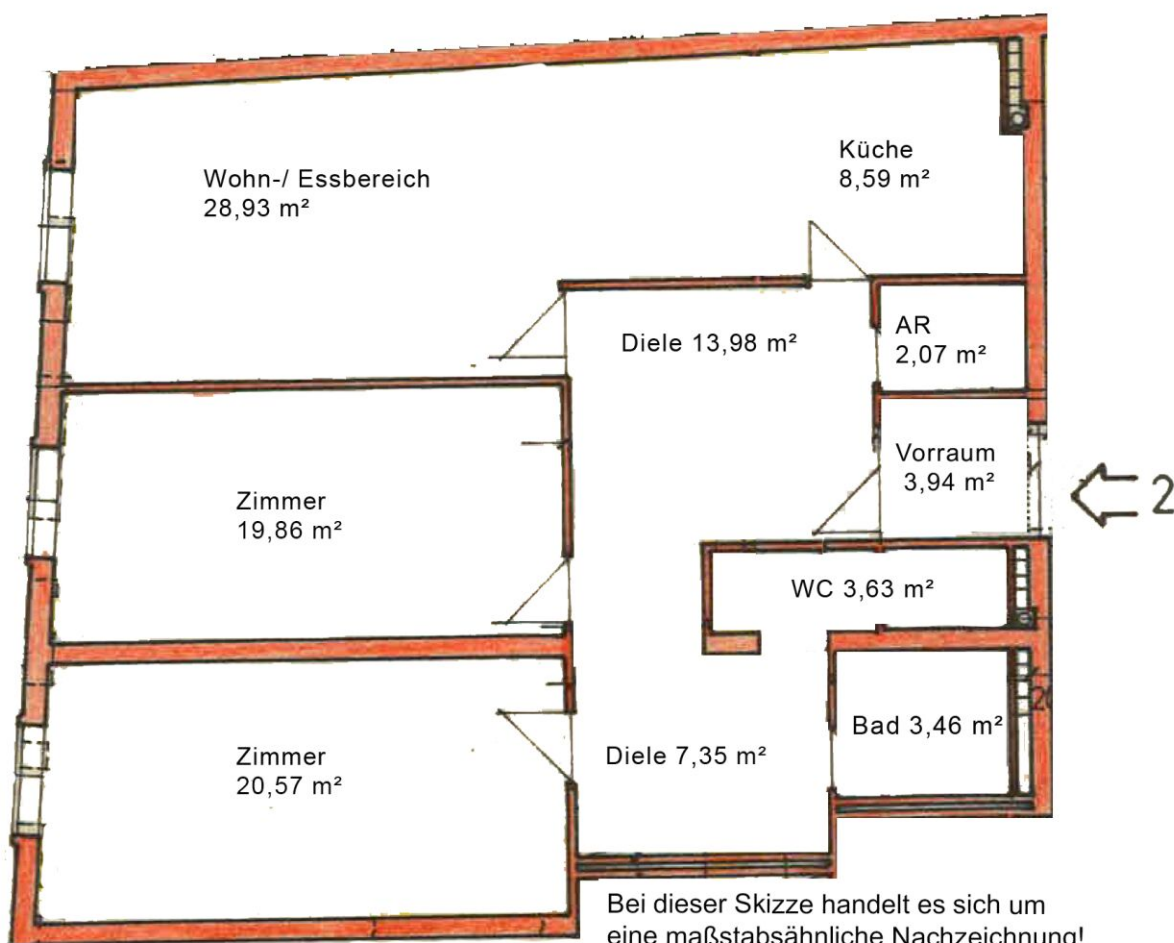 Wohn-/ Essbereich
28,93 m²
Küche
8,59 m²
Diele 13,98 m²
AR
2,07 m²
Vorraum
3,94 m²
2
Zimmer
19,86 m²
WC 3,63 m²
Bad 3,46 m²
Zimmer
20,57 m²
Diele 7,35 m²
Bei dieser Skizze handelt es sich um
eine maßstabsähnliche Nachzeichnung!